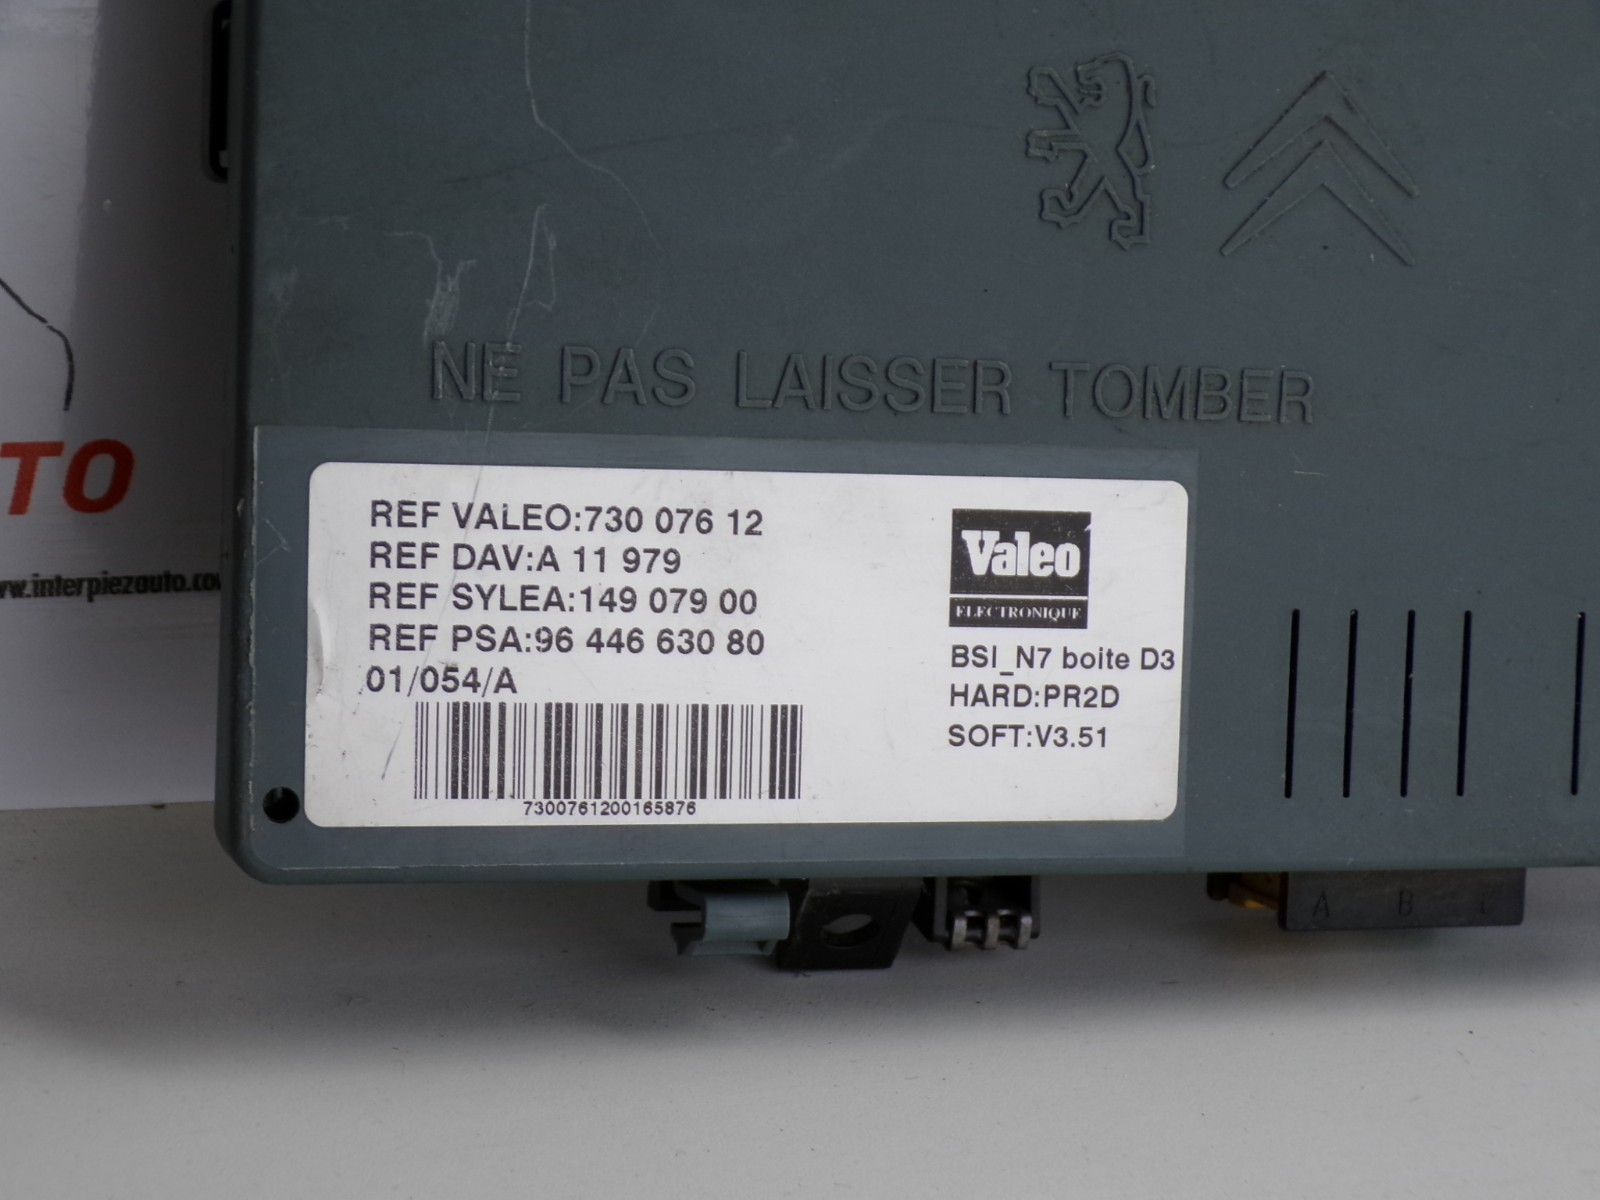 NE PAS LAISSER TOMBER
TO
www.interpiezauto.com
REF VALEO:730 076 12
REF DAV:A 11 979
REF SYLEA:149 079 00
REF PSA:96 446 630 80
01/054/A
7300761200165876
Valeo
ELECTRONIQUE
BSI_N7 boite D3
HARD:PR2D
SOFT:V3.51
A B C